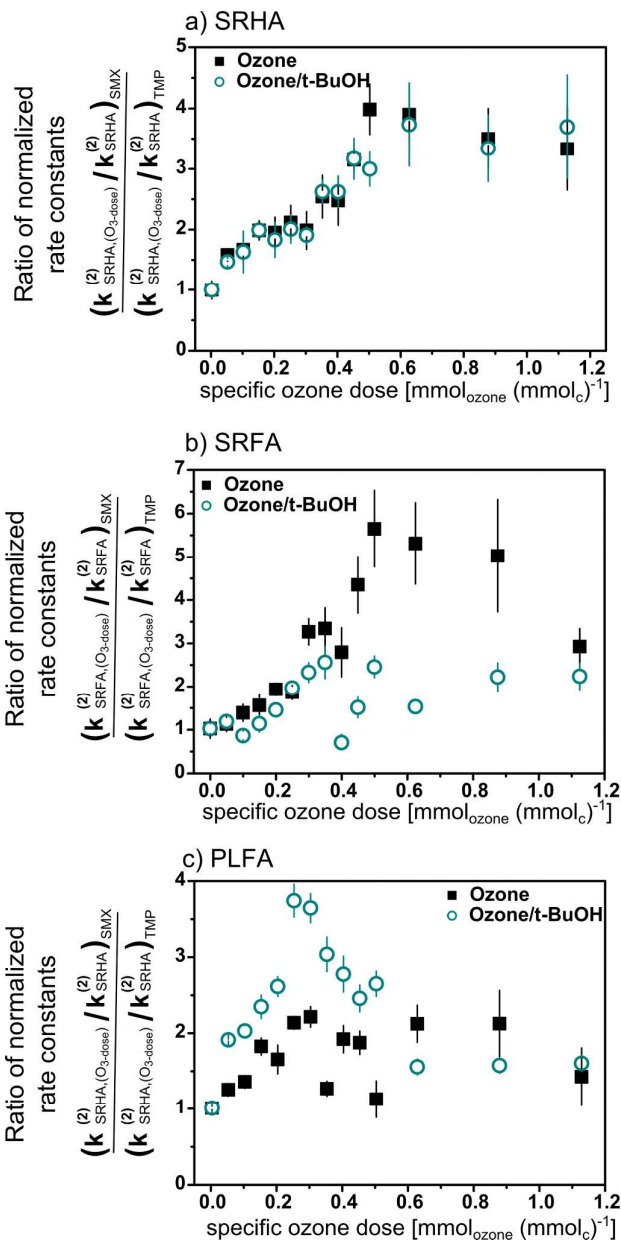 a) SRHA
Ratio of normalized
rate constants
(k(2)SRHA,(O3-dose) /k(2)SRHA)SMX
(k(2)SRHA,(O3-dose) /k(2)SRHA)TMP
5
4
3
2
1
0
Ozone
Ozone/t-BuOH
0.0 0.2 0.4 0.6 0.8 1.0 1.2
specific ozone dose [mmolozone (mmolc)-1]
b) SRFA
Ratio of normalized
rate constants
(k(2)SRFA,(O3-dose) /k(2)SRFA)SMX
(k(2)SRFA,(O3-dose) /k(2)SRFA)TMP
7
6
5
4
3
2
1
0
Ozone
Ozone/t-BuOH
0.0 0.2 0.4 0.6 0.8 1.0 1.2
specific ozone dose [mmolozone (mmolc)-1]
c) PLFA
Ratio of normalized
rate constants
(k(2)SRHA,(O3-dose) /k(2)SRHA)SMX
(k(2)SRHA,(O3-dose) /k(2)SRHA)TMP
4
3
2
1
0
Ozone
Ozone/t-BuOH
0.0 0.2 0.4 0.6 0.8 1.0 1.2
specific ozone dose [mmolozone (mmolc)-1]